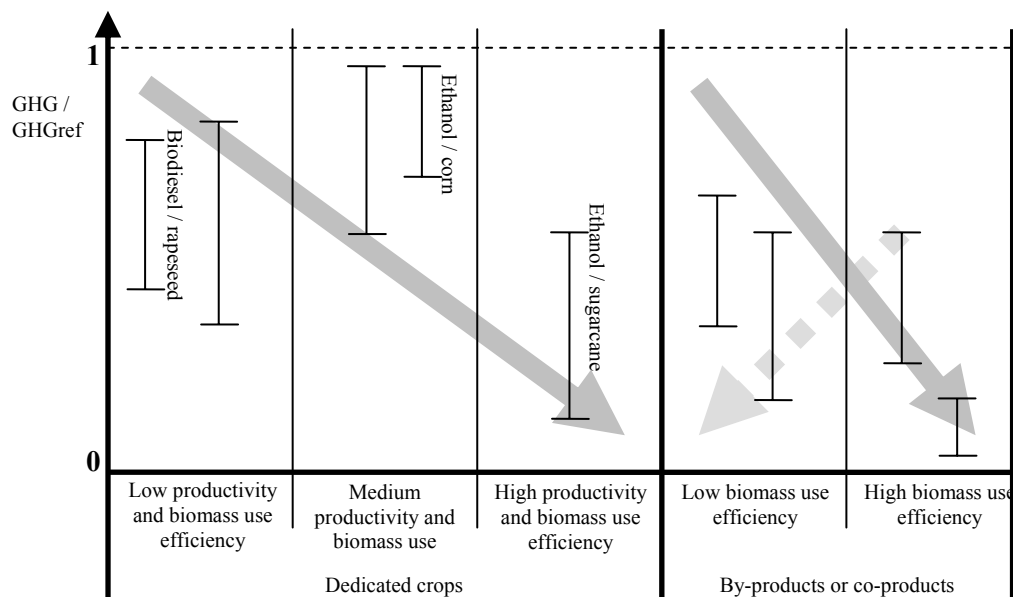 1
GHG /
GHGref
Biodiesel / rapeseed
Ethanol / corn
Ethanol / sugarcane
0
Low productivity
and biomass use
efficiency
Medium
productivity and
biomass use
High productivity
and biomass use
efficiency
Low biomass use
efficiency
High biomass use
efficiency
Dedicated crops
By-products or co-products